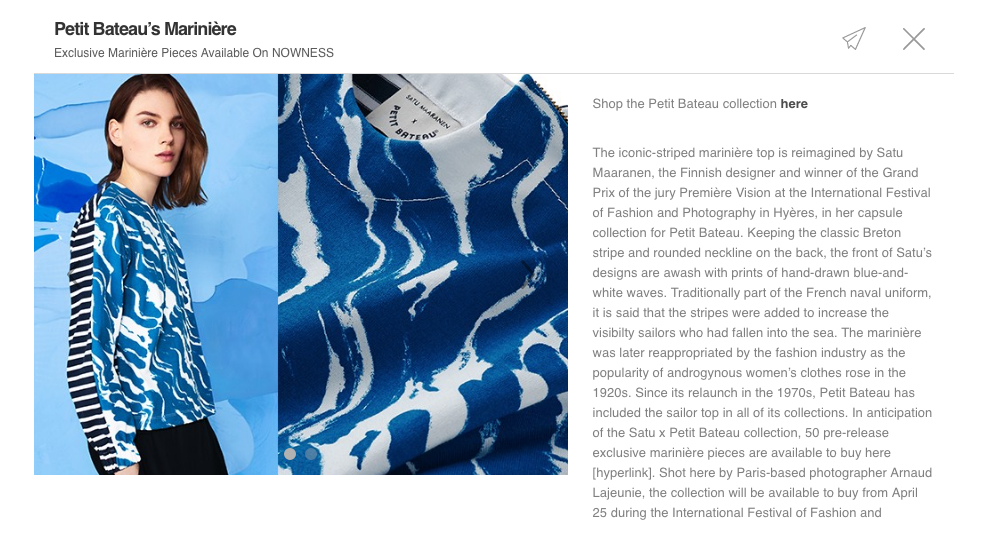 Petit Bateau’s Marinière
Exclusive Marinière Pieces Available On NOWNESS
SATU MAARANEN
x
PETIT BATEAU
Shop the Petit Bateau collection here
The iconic-striped marinière top is reimagined by Satu
Maaranen, the Finnish designer and winner of the Grand
Prix of the jury Première Vision at the International Festival
of Fashion and Photography in Hyères, in her capsule
collection for Petit Bateau. Keeping the classic Breton
stripe and rounded neckline on the back, the front of Satu’s
designs are awash with prints of hand-drawn blue-and-
white waves. Traditionally part of the French naval uniform,
it is said that the stripes were added to increase the
visibilty sailors who had fallen into the sea. The marinière
was later reappropriated by the fashion industry as the
popularity of androgynous women’s clothes rose in the
1920s. Since its relaunch in the 1970s, Petit Bateau has
included the sailor top in all of its collections. In anticipation
of the Satu x Petit Bateau collection, 50 pre-release
exclusive marinière pieces are available to buy here
[hyperlink]. Shot here by Paris-based photographer Arnaud
Lajeunie, the collection will be available to buy from April
25 during the International Festival of Fashion and